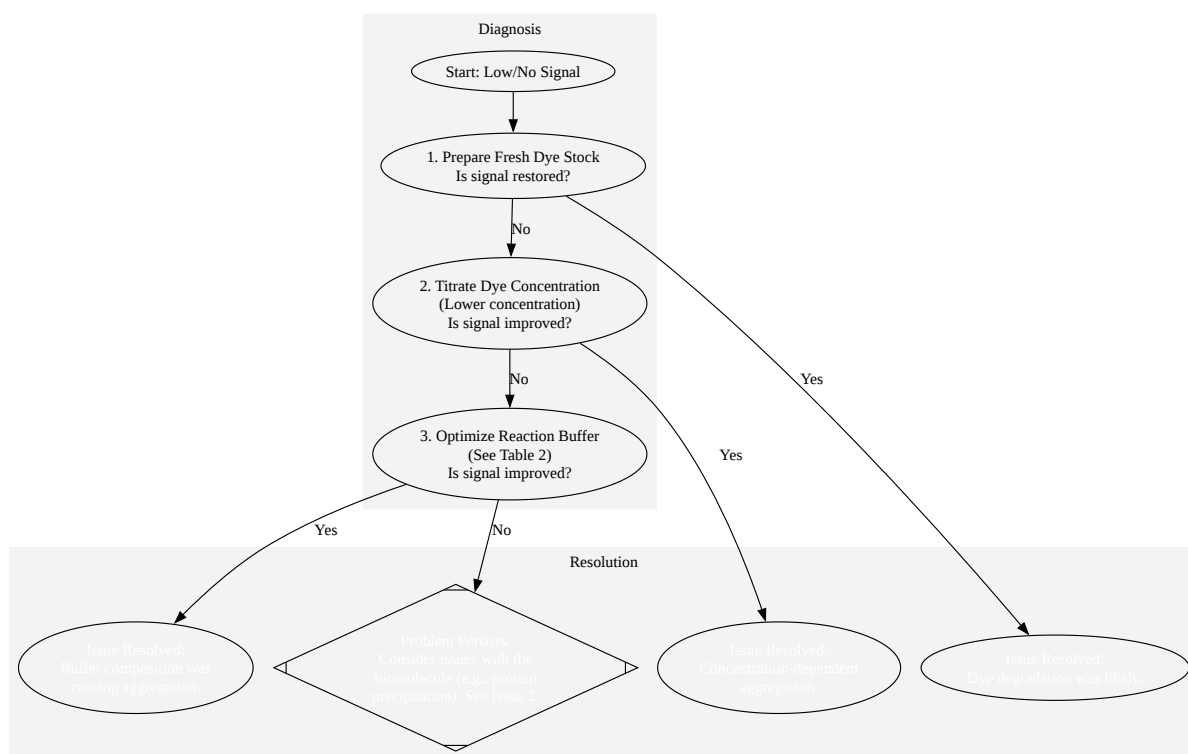 Diagnosis
Start: Low/No Signal
1. Prepare Fresh Dye Stock
Is signal restored?
No
2. Titrate Dye Concentration
(Lower concentration)
Is signal improved?
No
Yes
3. Optimize Reaction Buffer
(See Table 2)
Is signal improved?
Yes
Yes
No
Resolution
Issue Resolved:
Buffer composition was
causing aggregation.
Problem Persists:
Consider issues with the
biomolecule (e.g., protein
precipitation). See Issue 2.
Issue Resolved:
Concentration-dependent
aggregation.
Issue Resolved:
Dye degradation was likely.